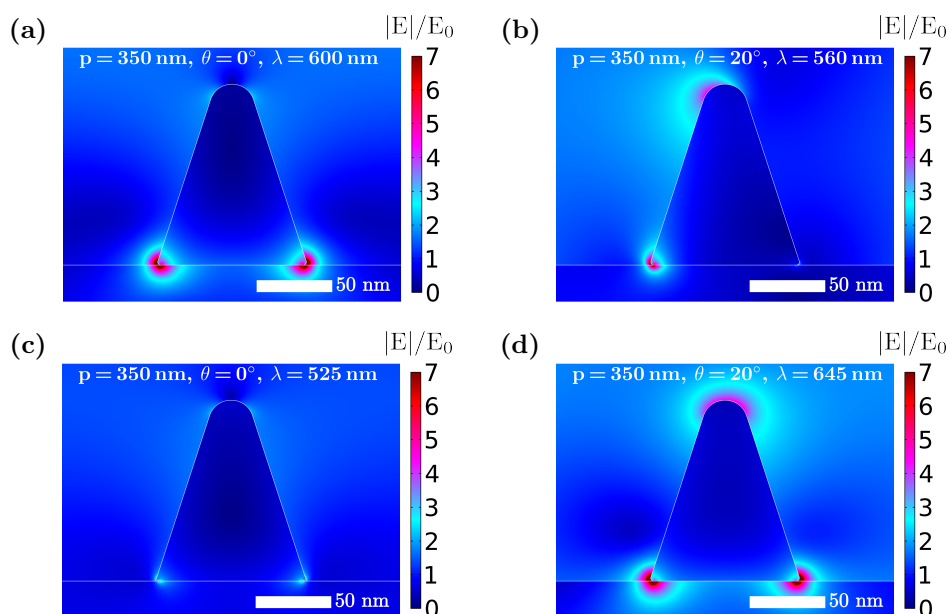 (a)
|E|/E₀
p = 350 nm, θ = 0°, λ = 600 nm
7
6
5
4
3
2
1
0
50 nm
(b)
|E|/E₀
p = 350 nm, θ = 20°, λ = 560 nm
7
6
5
4
3
2
1
0
50 nm
(c)
|E|/E₀
p = 350 nm, θ = 0°, λ = 525 nm
7
6
5
4
3
2
1
0
50 nm
(d)
|E|/E₀
p = 350 nm, θ = 20°, λ = 645 nm
7
6
5
4
3
2
1
0
50 nm